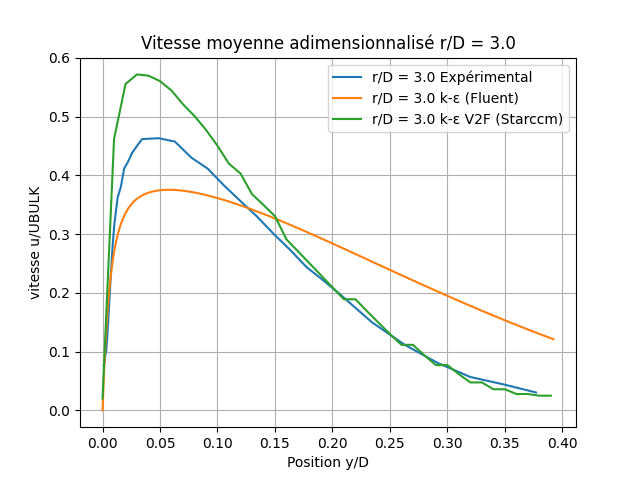 Vitesse moyenne adimensionnalisé r/D = 3.0
r/D = 3.0 Expérimental
r/D = 3.0 k-ε (Fluent)
r/D = 3.0 k-ε V2F (Starccm)
vitesse u/UBULK
0.6
0.5
0.4
0.3
0.2
0.1
0.0
0.00 0.05 0.10 0.15 0.20 0.25 0.30 0.35 0.40
Position y/D